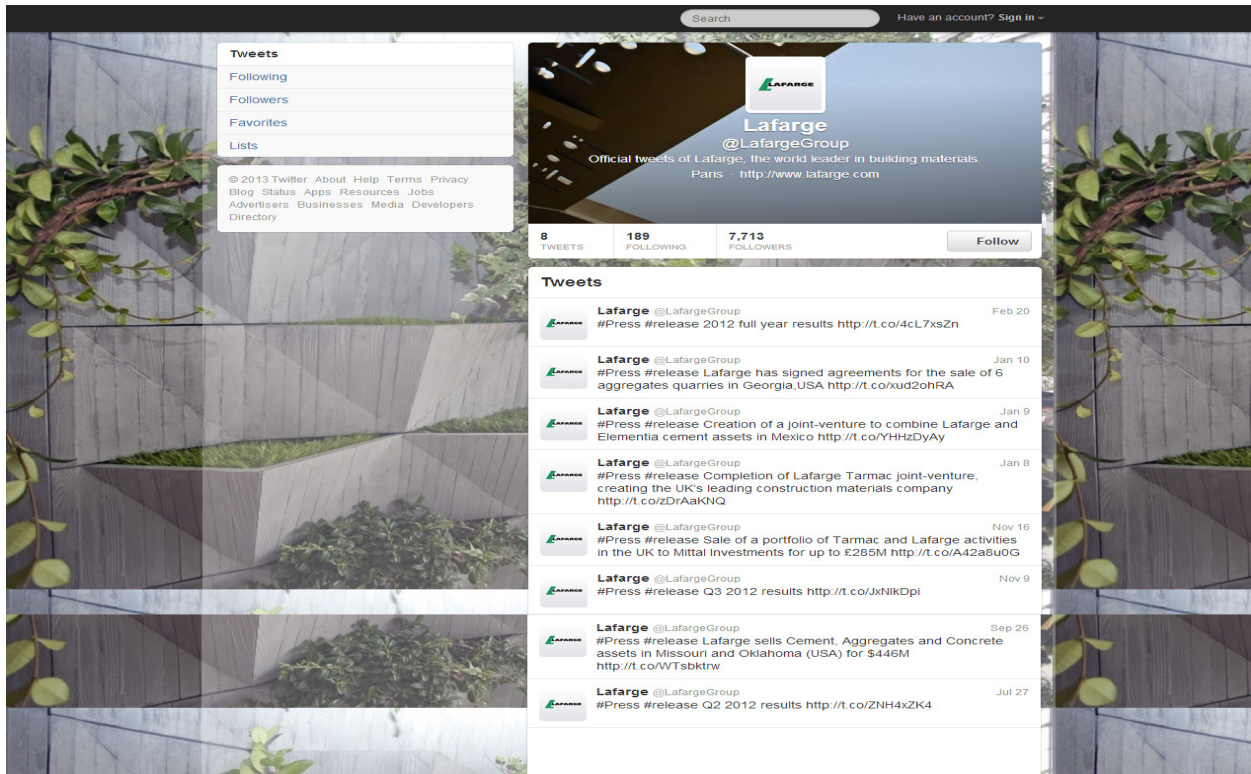 Search
Have an account? Sign in
Tweets
Following
Followers
Favorites
Lists
© 2013 Twitter About Help Terms Privacy
Blog Status Apps Resources Jobs
Advertisers Businesses Media Developers
Directory
LAFARGE
Lafarge
@LafargeGroup
Official tweets of Lafarge, the world leader in building materials.
Paris - http://www.lafarge.com
8
TWEETS
189
FOLLOWING
7,713
FOLLOWERS
Follow
Tweets
LAFARGE
Lafarge @LafargeGroup Feb 20
#Press #release 2012 full year results http://t.co/4cL7xsZn
LAFARGE
Lafarge @LafargeGroup Jan 10
#Press #release Lafarge has signed agreements for the sale of 6
aggregates quarries in Georgia,USA http://t.co/xud2ohRA
LAFARGE
Lafarge @LafargeGroup Jan 9
#Press #release Creation of a joint-venture to combine Lafarge and
Elementia cement assets in Mexico http://t.co/YHHzDyAy
LAFARGE
Lafarge @LafargeGroup Jan 8
#Press #release Completion of Lafarge Tarmac joint-venture,
creating the UK's leading construction materials company
http://t.co/zDrAaKNQ
LAFARGE
Lafarge @LafargeGroup Nov 16
#Press #release Sale of a portfolio of Tarmac and Lafarge activities
in the UK to Mittal Investments for up to £285M http://t.co/A42a8u0G
LAFARGE
Lafarge @LafargeGroup Nov 9
#Press #release Q3 2012 results http://t.co/JxNlkDpi
LAFARGE
Lafarge @LafargeGroup Sep 26
#Press #release Lafarge sells Cement, Aggregates and Concrete
assets in Missouri and Oklahoma (USA) for $446M
http://t.co/WTsbktrw
LAFARGE
Lafarge @LafargeGroup Jul 27
#Press #release Q2 2012 results http://t.co/ZNH4xZK4